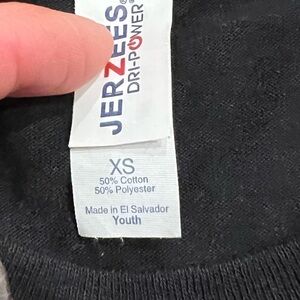 JERZEES®
DRI-POWER®
XS
50% Cotton
50% Polyester
Made in El Salvador
Youth